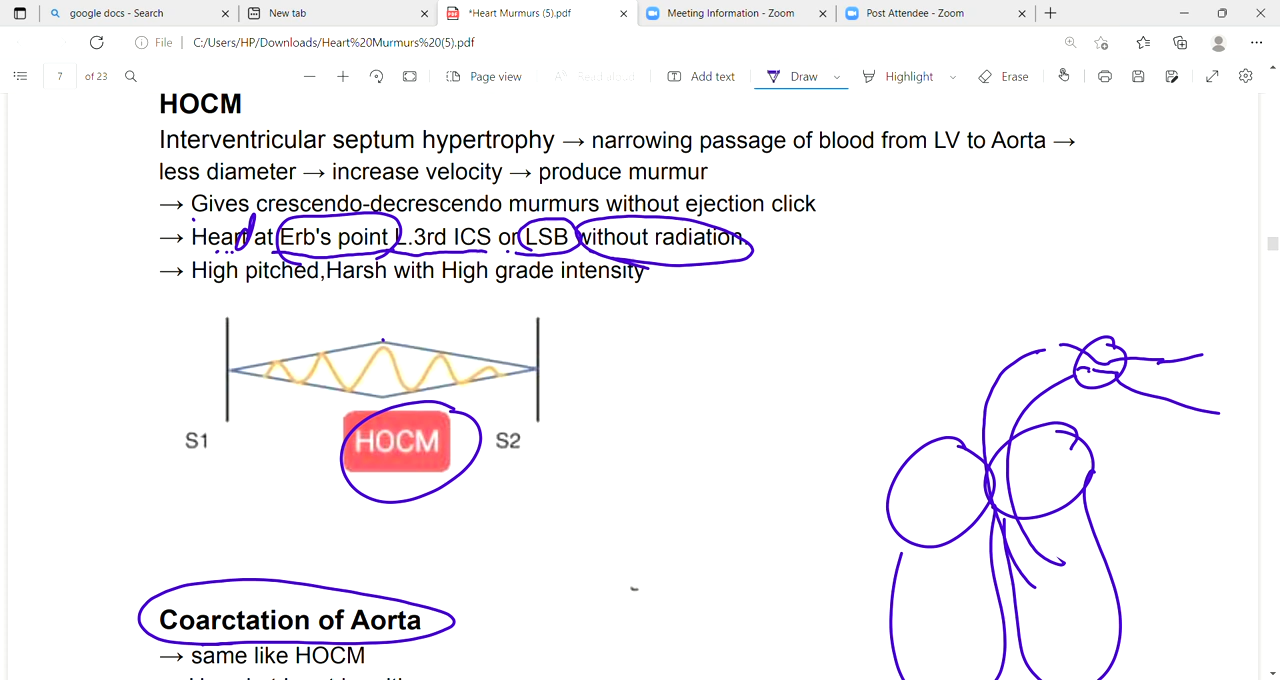 google docs - Search
New tab
*Heart Murmurs (5).pdf
Meeting Information - Zoom
Post Attendee - Zoom
File
C:/Users/HP/Downloads/Heart%20Murmurs%20(5).pdf
7 of 23
Page view
Read aloud
Add text
Draw
Highlight
Erase
HOCM
Interventricular septum hypertrophy → narrowing passage of blood from LV to Aorta →
less diameter → increase velocity → produce murmur
→ Gives crescendo-decrescendo murmurs without ejection click
→ Heard at Erb's point L.3rd ICS or LSB without radiation.
→ High pitched,Harsh with High grade intensity
S1 HOCM S2
Coarctation of Aorta
→ same like HOCM